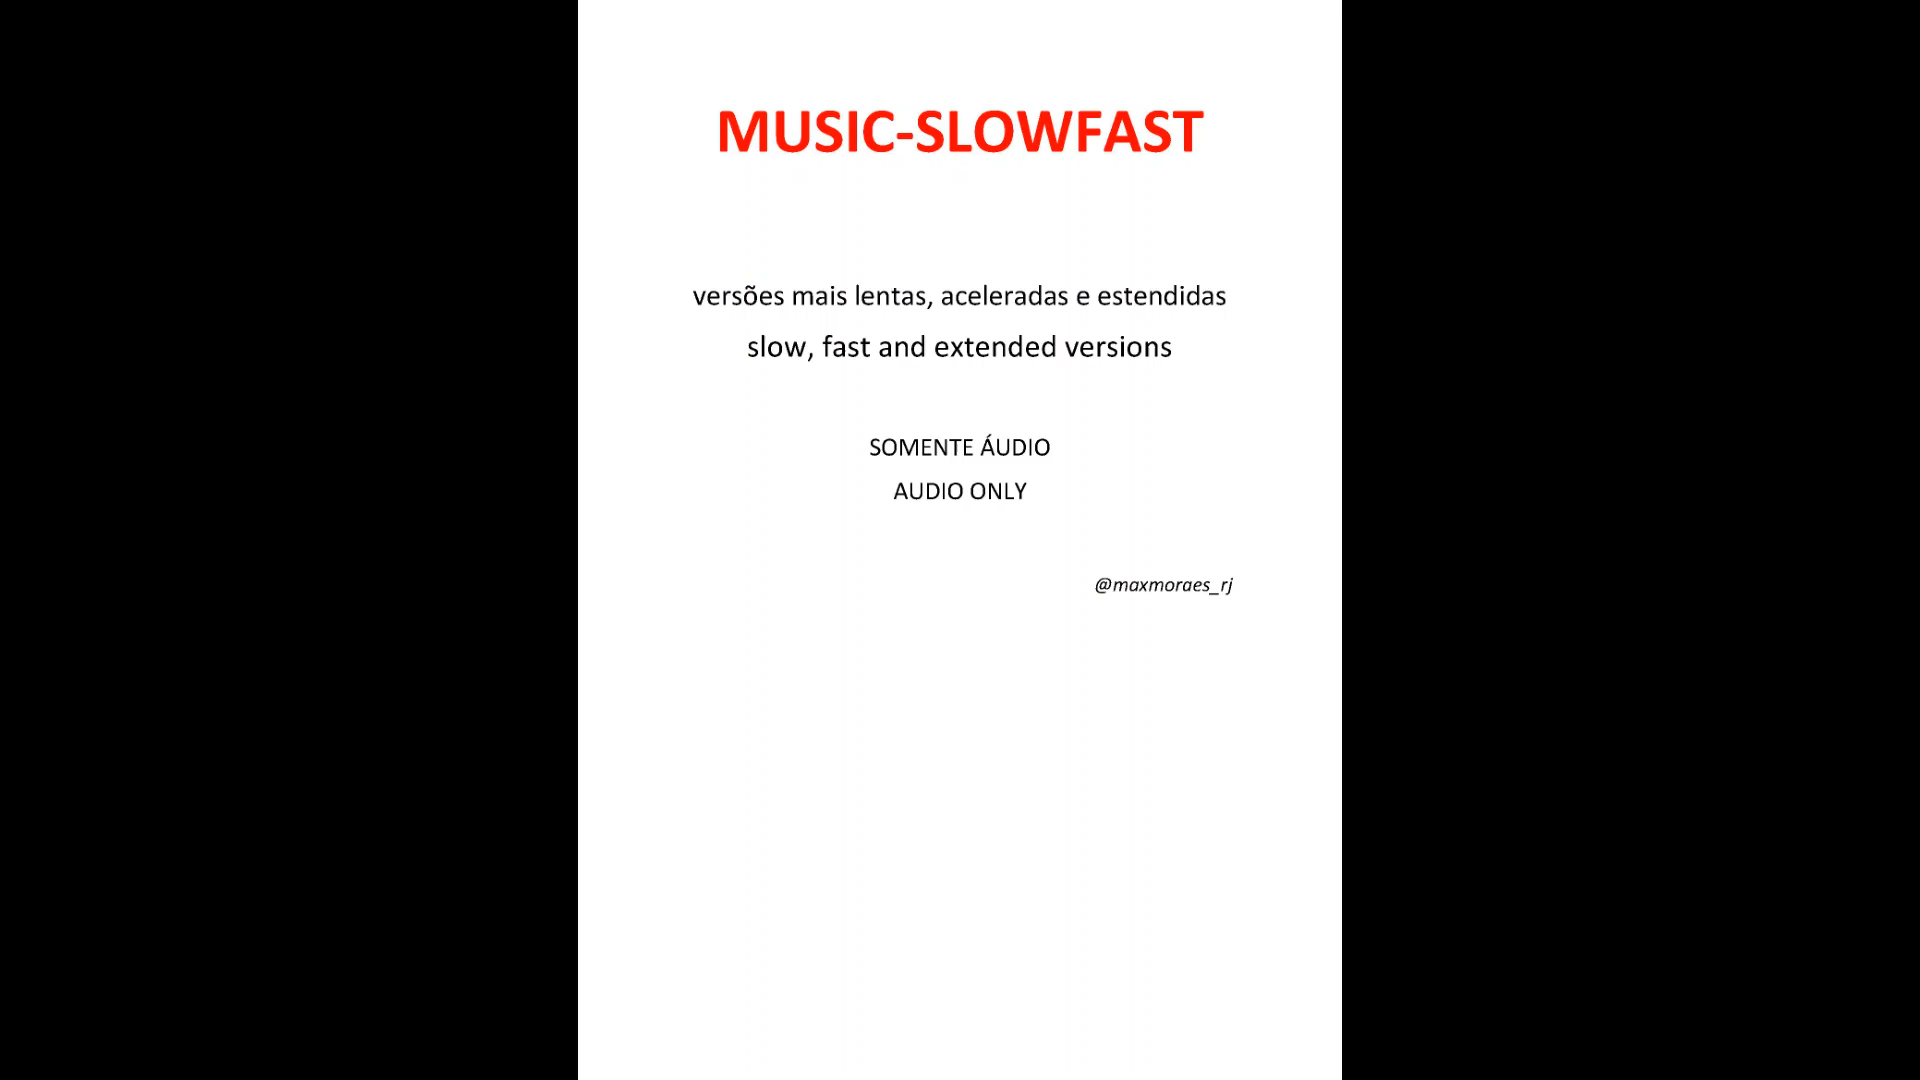 MUSIC-SLOWFAST
versões mais lentas, aceleradas e estendidas
slow, fast and extended versions
SOMENTE ÁUDIO
AUDIO ONLY
@maxmoraes_rj